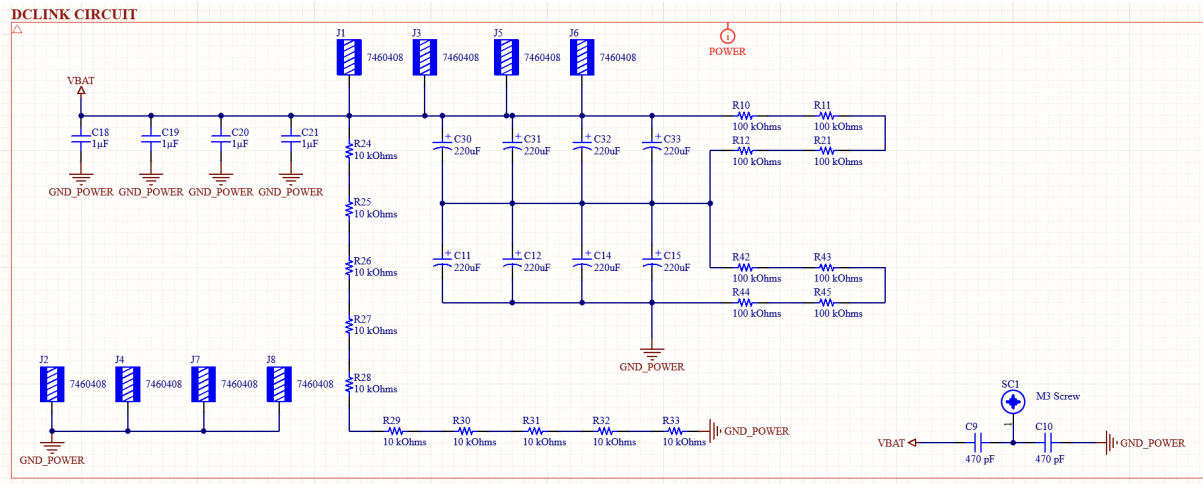 DCLINK CIRCUIT
J1
J3
J5
J6
1
7460408
7460408
7460408
7460408
POWER
VBAT
R10
R11
C18
1µF
C19
1µF
C20
1µF
C21
1µF
R24
10 kOhms
C30
220uF
C31
220uF
C32
220uF
C33
220uF
100 kOhms
100 kOhms
R12
R21
100 kOhms
100 kOhms
GND_POWER
GND_POWER
GND_POWER
GND_POWER
R25
10 kOhms
R26
10 kOhms
C11
220uF
C12
220uF
C14
220uF
C15
220uF
R42
R43
100 kOhms
100 kOhms
R44
R45
100 kOhms
100 kOhms
R27
10 kOhms
GND_POWER
J2
J4
J7
J8
7460408
7460408
7460408
7460408
R28
10 kOhms
SC1
M3 Screw
1
R29
R30
R31
R32
R33
10 kOhms
10 kOhms
10 kOhms
10 kOhms
10 kOhms
GND_POWER
GND_POWER
C9
C10
VBAT
GND_POWER
470 pF
470 pF